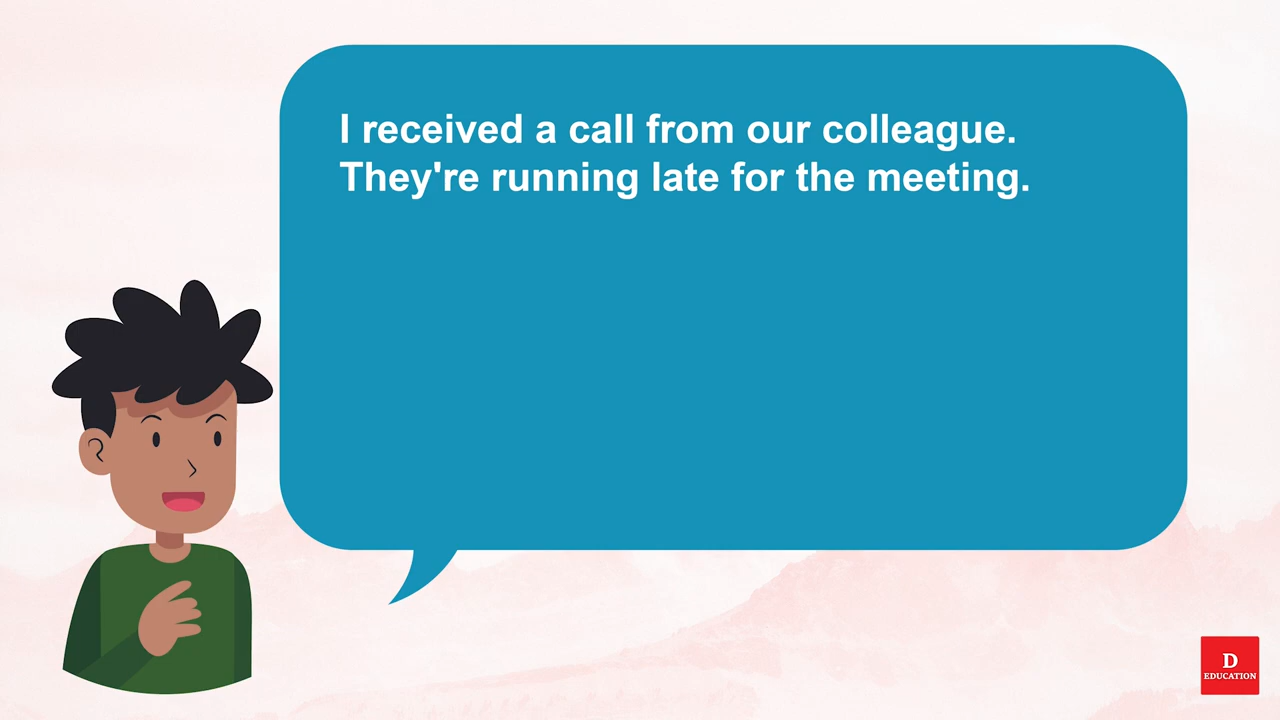 I received a call from our colleague.
They're running late for the meeting.
D
EDUCATION